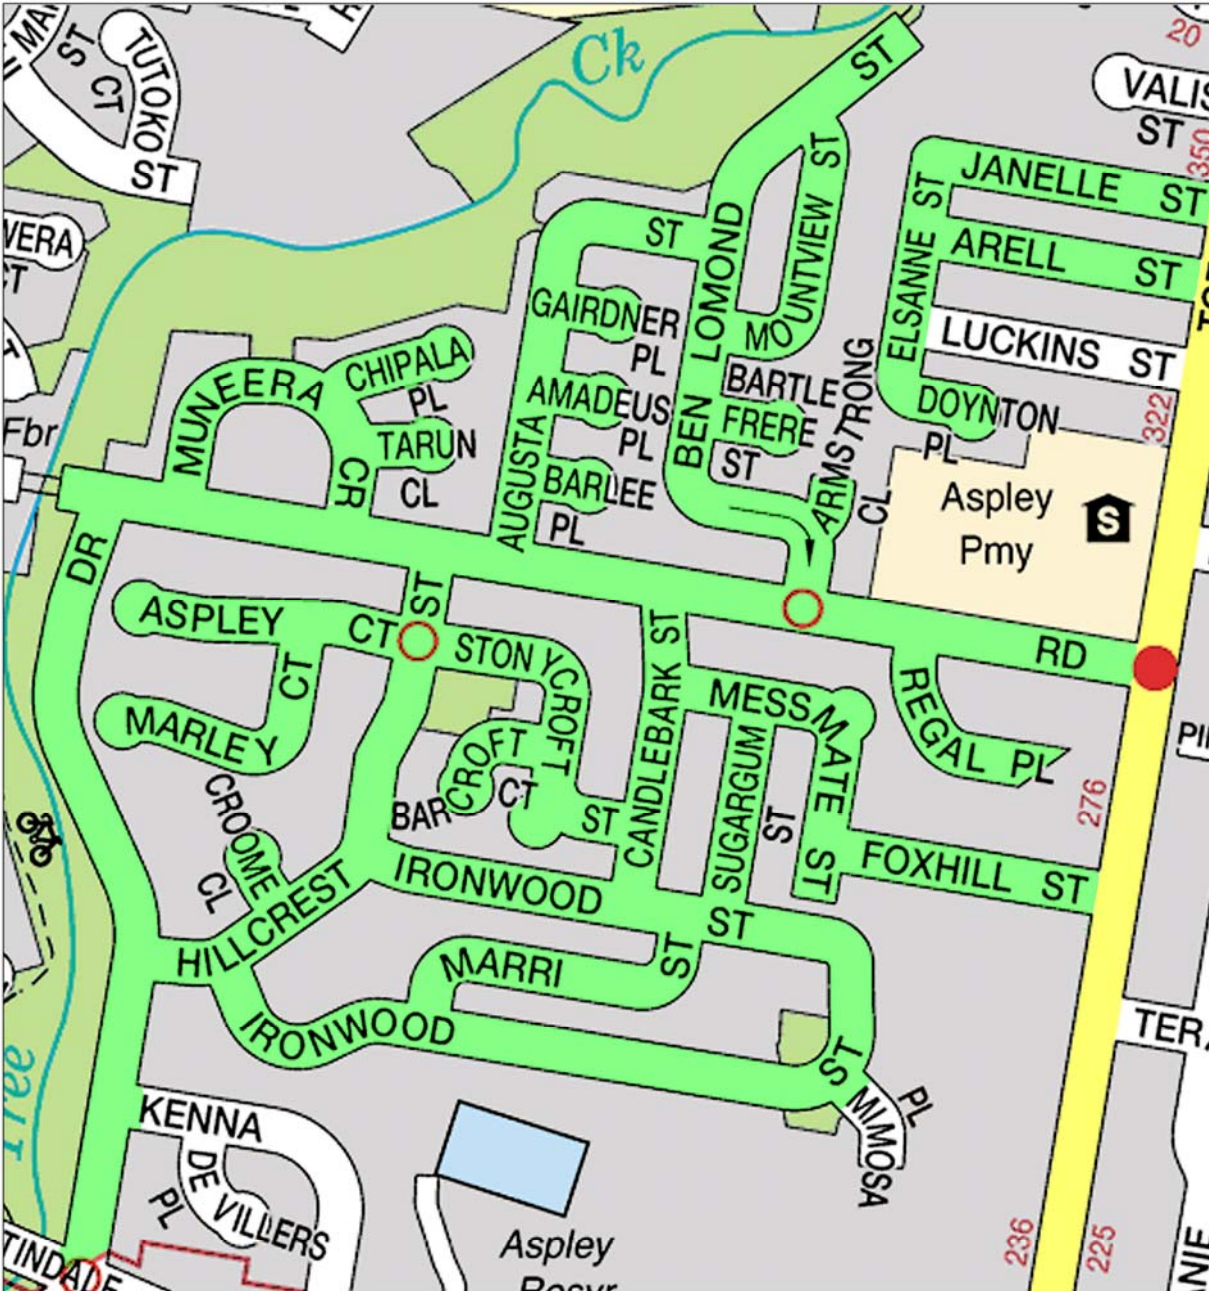 ST
TUTOKO
CT
ST
Ck
ST
20
VALIS
ST
350
JANELLE ST
ST
ARELL ST
ELSANNE
LUCKINS ST
322
DOYNTON
PL
ST
MOUNTVIEW
BEN LOMOND
ST
GAIRDNER
PL
AMADEUS
PL
BARLEE
PL
AUGUSTA
BARTLE
FRERE
ST
ARMSTRONG
CL
Aspley
Pmy
S
WERA
CT
Fbr
CHIPALA
PL
MUNEERA
CR
TARUN
CL
DR
ASPLEY
CT
ST
STONYCROFT
ST
CT
MARLEY
CROFT
BAR
CT
CANDLEBARK ST
MESSMATE
ST
SUGARGUM
ST
REGAL PL
RD
PI
276
FOXHILL ST
CROOME
CL
HILLCREST
IRONWOOD
ST
MARRI
ST
IRONWOOD
ST
MIMOSA
PL
TER
Tree
KENNA
DE VILLERS
PL
Aspley
236
225
TINDALE
NIE